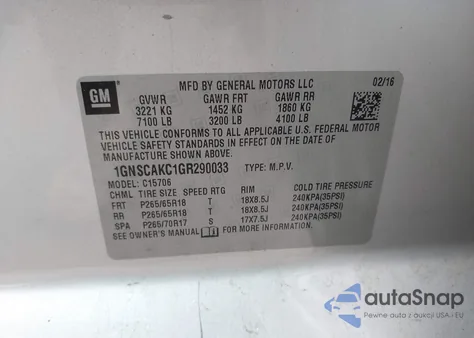 GM
MFD BY GENERAL MOTORS LLC 02/16
GVWR GAWR FRT GAWR RR
3221 KG 1452 KG 1860 KG
7100 LB 3200 LB 4100 LB
THIS VEHICLE CONFORMS TO ALL APPLICABLE U.S. FEDERAL MOTOR
VEHICLE SAFETY STANDARDS IN EFFECT ON THE DATE OF
MANUFACTURE SHOWN ABOVE.
1GNSCAKC1GR290033 TYPE: M.P.V.
MODEL: C15706
CHML TIRE SIZE SPEED RTG RIM COLD TIRE PRESSURE
FRT P265/65R18 T 18X8.5J 240KPA(35PSI)
RR P265/65R18 T 18X8.5J 240KPA(35PSI)
SPA P265/70R17 S 17X7.5J 240KPA(35PSI)
SEE OWNER'S MANUAL FOR MORE INFORMATION.
autoSnap
Pewne auta z aukcji USA i EU